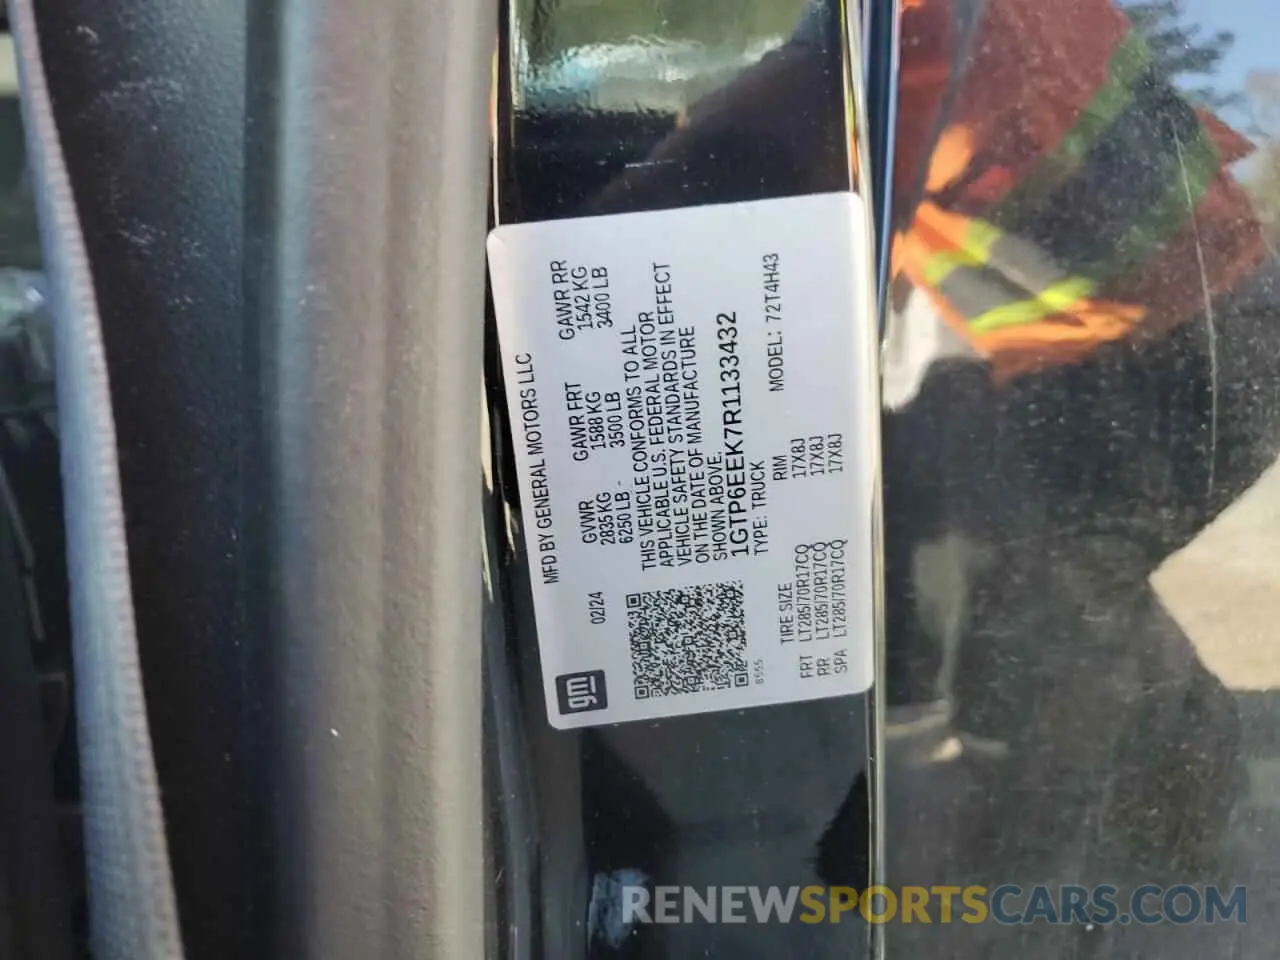 MFD BY GENERAL MOTORS LLC
02/24
GVWR GAWR FRT GAWR RR
2835 KG 1588 KG 1542 KG
6250 LB 3500 LB 3400 LB
THIS VEHICLE CONFORMS TO ALL
APPLICABLE U.S. FEDERAL MOTOR
VEHICLE SAFETY STANDARDS IN EFFECT
ON THE DATE OF MANUFACTURE
SHOWN ABOVE.
1GTP6EEK7R1133432
TYPE: TRUCK MODEL: 72T4H43
gm
8555
TIRE SIZE RIM
FRT LT285/70R17CQ 17X8J
RR LT285/70R17CQ 17X8J
SPA LT285/70R17CQ 17X8J
RENEWSPORTSCARS.COM